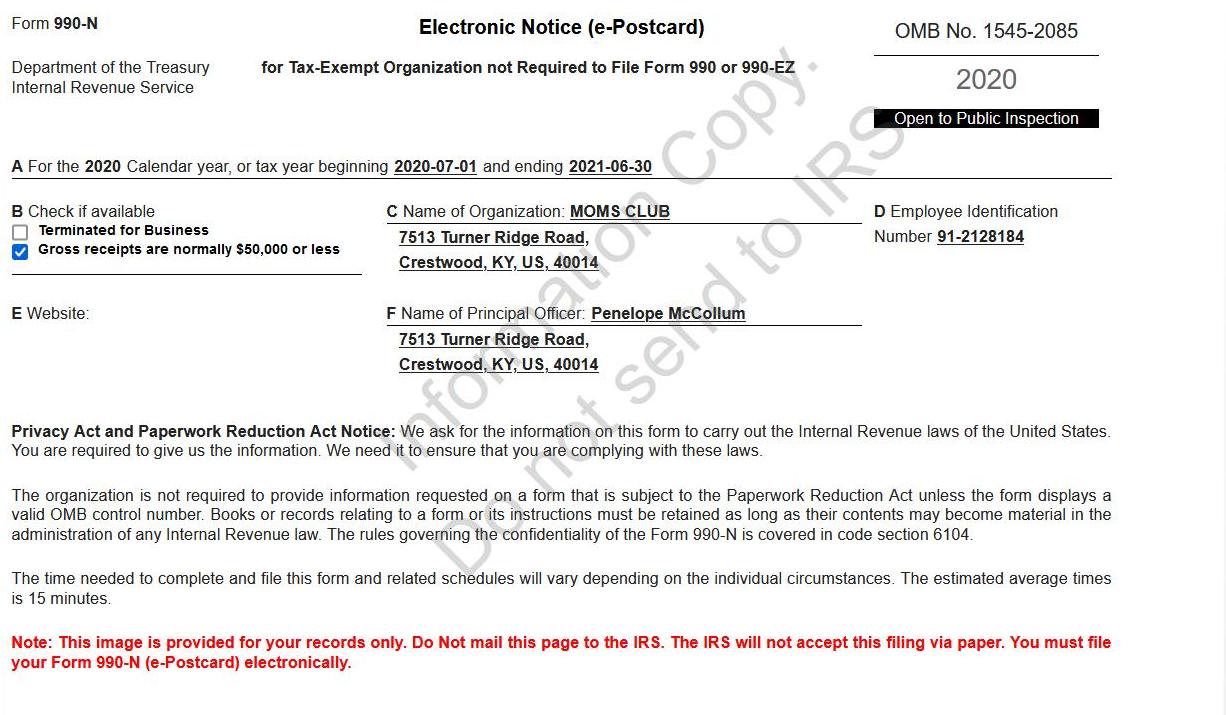 Form 990-N
Electronic Notice (e-Postcard)
OMB No. 1545-2085
Department of the Treasury
Internal Revenue Service
for Tax-Exempt Organization not Required to File Form 990 or 990-EZ
2020
Open to Public Inspection
A For the 2020 Calendar year, or tax year beginning 2020-07-01 and ending 2021-06-30
B Check if available
Terminated for Business
Gross receipts are normally $50,000 or less
C Name of Organization: MOMS CLUB
7513 Turner Ridge Road,
Crestwood, KY, US, 40014
D Employee Identification
Number 91-2128184
E Website:
F Name of Principal Officer: Penelope McCollum
7513 Turner Ridge Road,
Crestwood, KY, US, 40014
Privacy Act and Paperwork Reduction Act Notice: We ask for the information on this form to carry out the Internal Revenue laws of the United States.
You are required to give us the information. We need it to ensure that you are complying with these laws.
The organization is not required to provide information requested on a form that is subject to the Paperwork Reduction Act unless the form displays a
valid OMB control number. Books or records relating to a form or its instructions must be retained as long as their contents may become material in the
administration of any Internal Revenue law. The rules governing the confidentiality of the Form 990-N is covered in code section 6104.
The time needed to complete and file this form and related schedules will vary depending on the individual circumstances. The estimated average times
is 15 minutes.
Note: This image is provided for your records only. Do Not mail this page to the IRS. The IRS will not accept this filing via paper. You must file
your Form 990-N (e-Postcard) electronically.
Information Copy.
Do not send to IRS